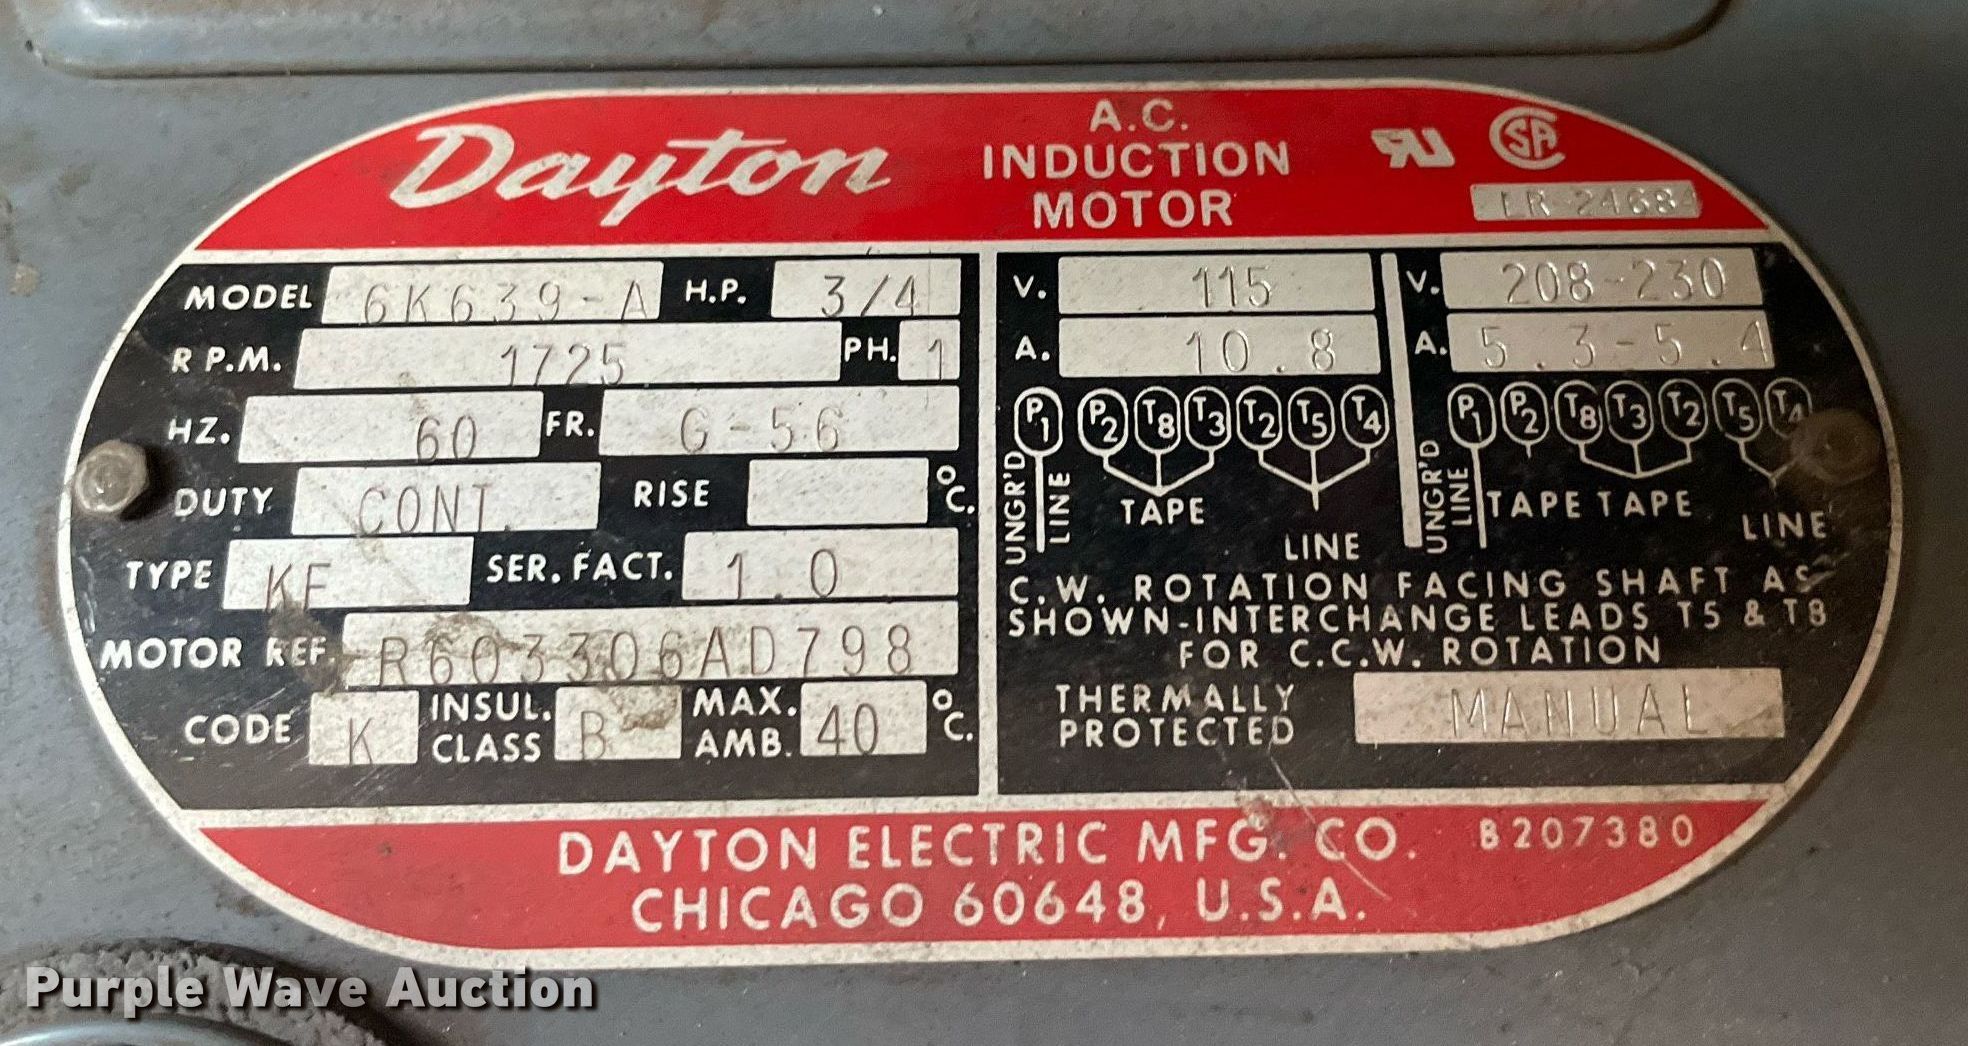 Dayton
A.C.
INDUCTION
MOTOR
LR-24684
MODEL 6K639-A H.P. 3/4
R P.M. 1725 PH. 1
HZ. 60 FR. G-56
DUTY CONT. RISE °C.
TYPE KF SER. FACT. 1.0
MOTOR REF. R603306AD798
CODE K INSUL. CLASS B MAX. AMB. 40 °C.
V. 115
A. 10.8
P1 P2 T8 T3 T2 T5 T4
UNGR'D LINE TAPE LINE
V. 208-230
A. 5.3-5.4
P1 P2 T8 T3 T2 T5 T4
UNGR'D LINE TAPE TAPE LINE
C.W. ROTATION FACING SHAFT AS
SHOWN-INTERCHANGE LEADS T5 & T8
FOR C.C.W. ROTATION
THERMALLY PROTECTED MANUAL
DAYTON ELECTRIC MFG. CO. B207380
CHICAGO 60648, U.S.A.
Purple Wave Auction